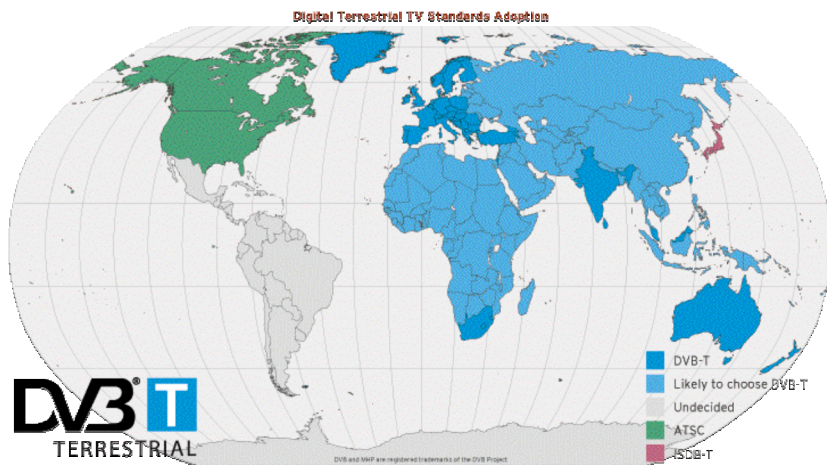 Digital Terrestrial TV Standards Adoption
DVB-T
Likely to choose DVB-T
Undecided
ATSC
ISDB-T
DVB® T
TERRESTRIAL
DVB and MHP are registered trademarks of the DVB Project